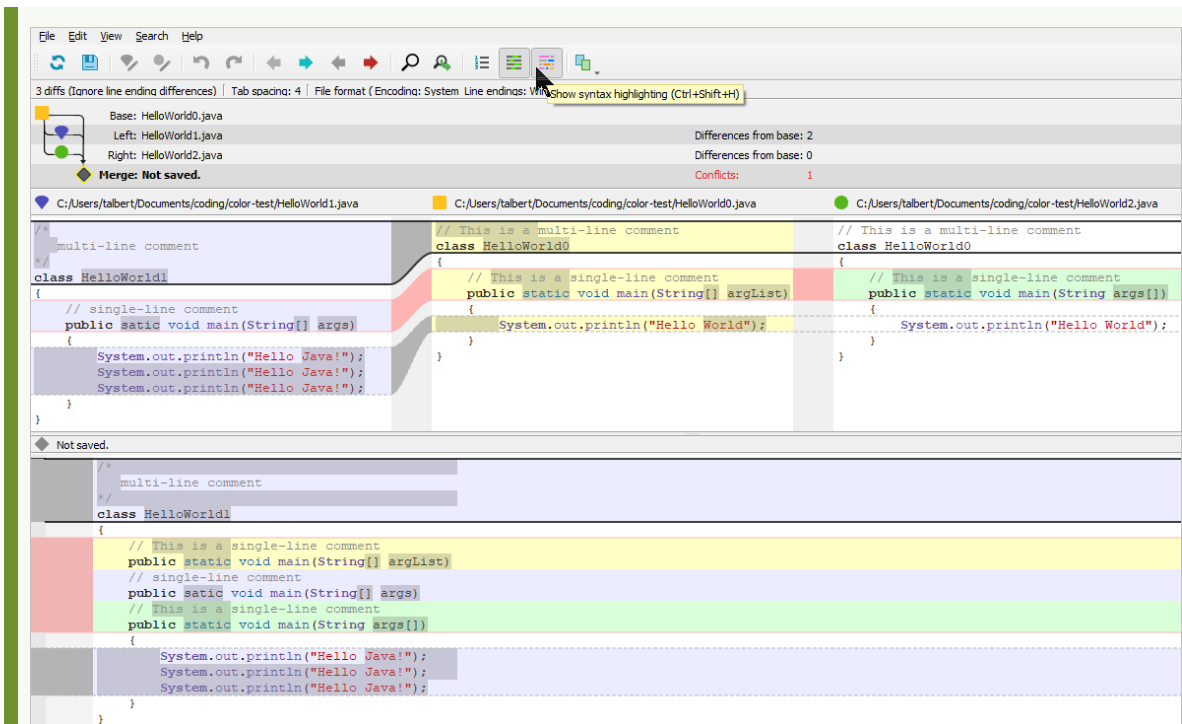 File Edit View Search Help
3 diffs (Ignore line ending differences) Tab spacing: 4 File format (Encoding: System Line endings: Wi
Show syntax highlighting (Ctrl+Shift+H)
Base: HelloWorld0.java
Left: HelloWorld1.java Differences from base: 2
Right: HelloWorld2.java Differences from base: 0
Merge: Not saved. Conflicts: 1
C:/Users/talbert/Documents/coding/color-test/HelloWorld1.java
/*
multi-line comment
*/
class HelloWorld1
{
// single-line comment
public satic void main(String[] args)
{
System.out.println("Hello Java!");
System.out.println("Hello Java!");
System.out.println("Hello Java!");
}
}
C:/Users/talbert/Documents/coding/color-test/HelloWorld0.java
// This is a multi-line comment
class HelloWorld0
{
// This is a single-line comment
public static void main(String[] argList)
{
System.out.println("Hello World");
}
}
C:/Users/talbert/Documents/coding/color-test/HelloWorld2.java
// This is a multi-line comment
class HelloWorld0
{
// This is a single-line comment
public static void main(String args[])
{
System.out.println("Hello World");
}
}
Not saved.
/*
multi-line comment
*/
class HelloWorld1
{
// This is a single-line comment
public static void main(String[] argList)
// single-line comment
public satic void main(String[] args)
// This is a single-line comment
public static void main(String args[])
{
System.out.println("Hello Java!");
System.out.println("Hello Java!");
System.out.println("Hello Java!");
}
}